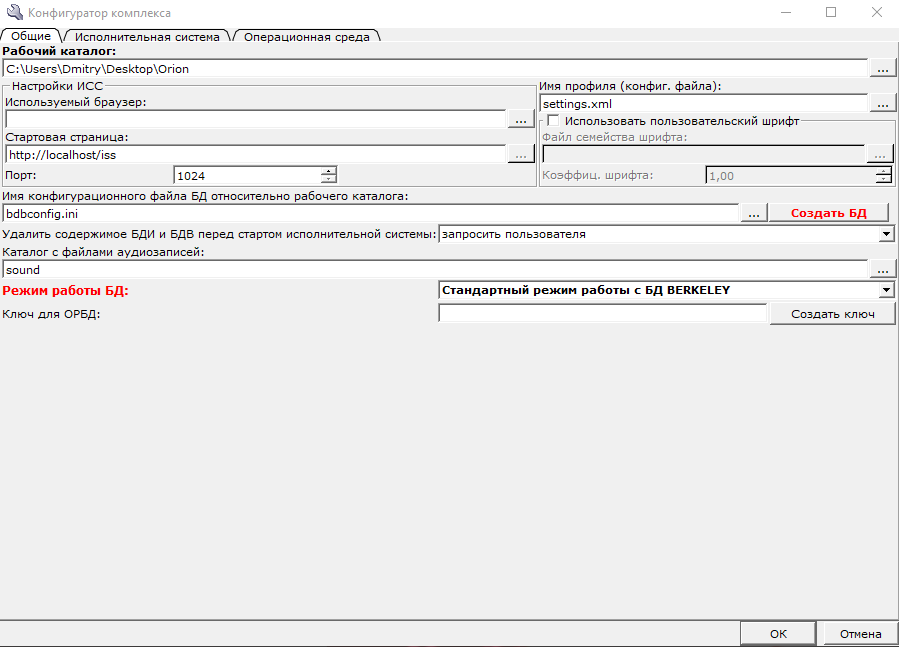 Конфигуратор комплекса
Общие Исполнительная система Операционная среда
Рабочий каталог:
C:\Users\Dmitry\Desktop\Orion ...
Настройки ИСС
Используемый браузер:
...
Стартовая страница:
http://localhost/iss ...
Порт: 1024
Имя профиля (конфиг. файла):
settings.xml ...
Использовать пользовательский шрифт
Файл семейства шрифта:
...
Коэффиц. шрифта: 1,00
Имя конфигурационного файла БД относительно рабочего каталога:
bdbconfig.ini ... Создать БД
Удалить содержимое БДИ и БДВ перед стартом исполнительной системы: запросить пользователя
Каталог с файлами аудиозаписей:
sound ...
Режим работы БД: Стандартный режим работы с БД BERKELEY
Ключ для ОРБД: Создать ключ
OK Отмена